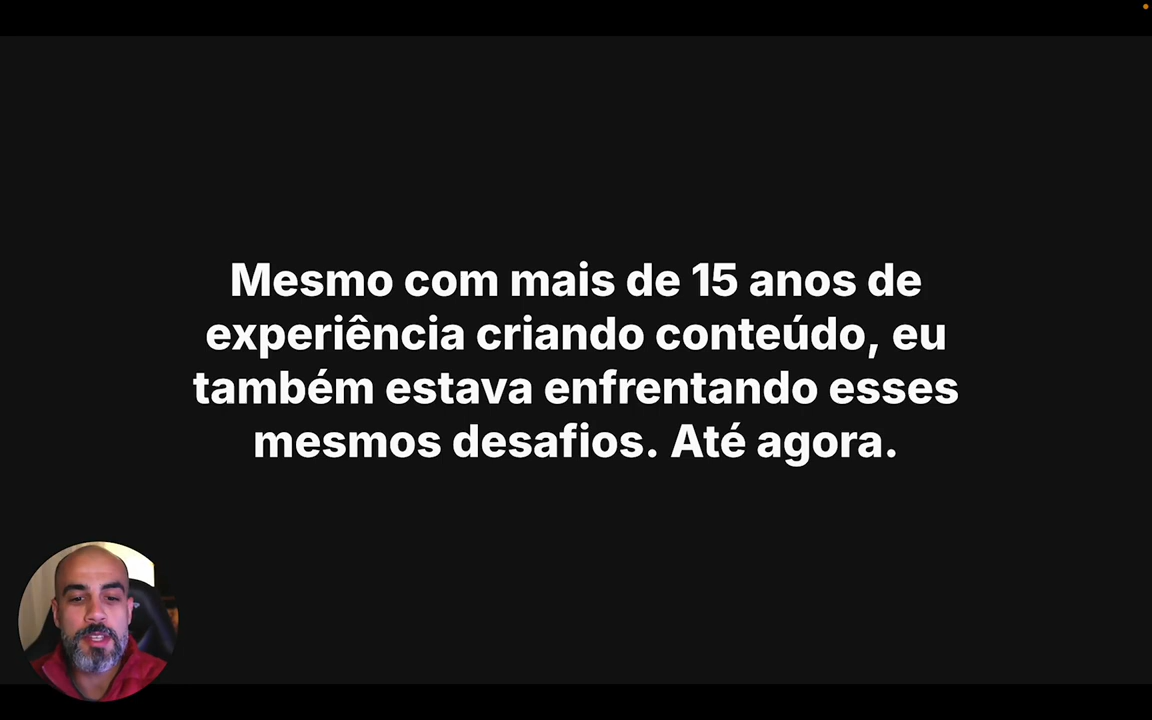 Mesmo com mais de 15 anos de
experiência criando conteúdo, eu
também estava enfrentando esses
mesmos desafios. Até agora.